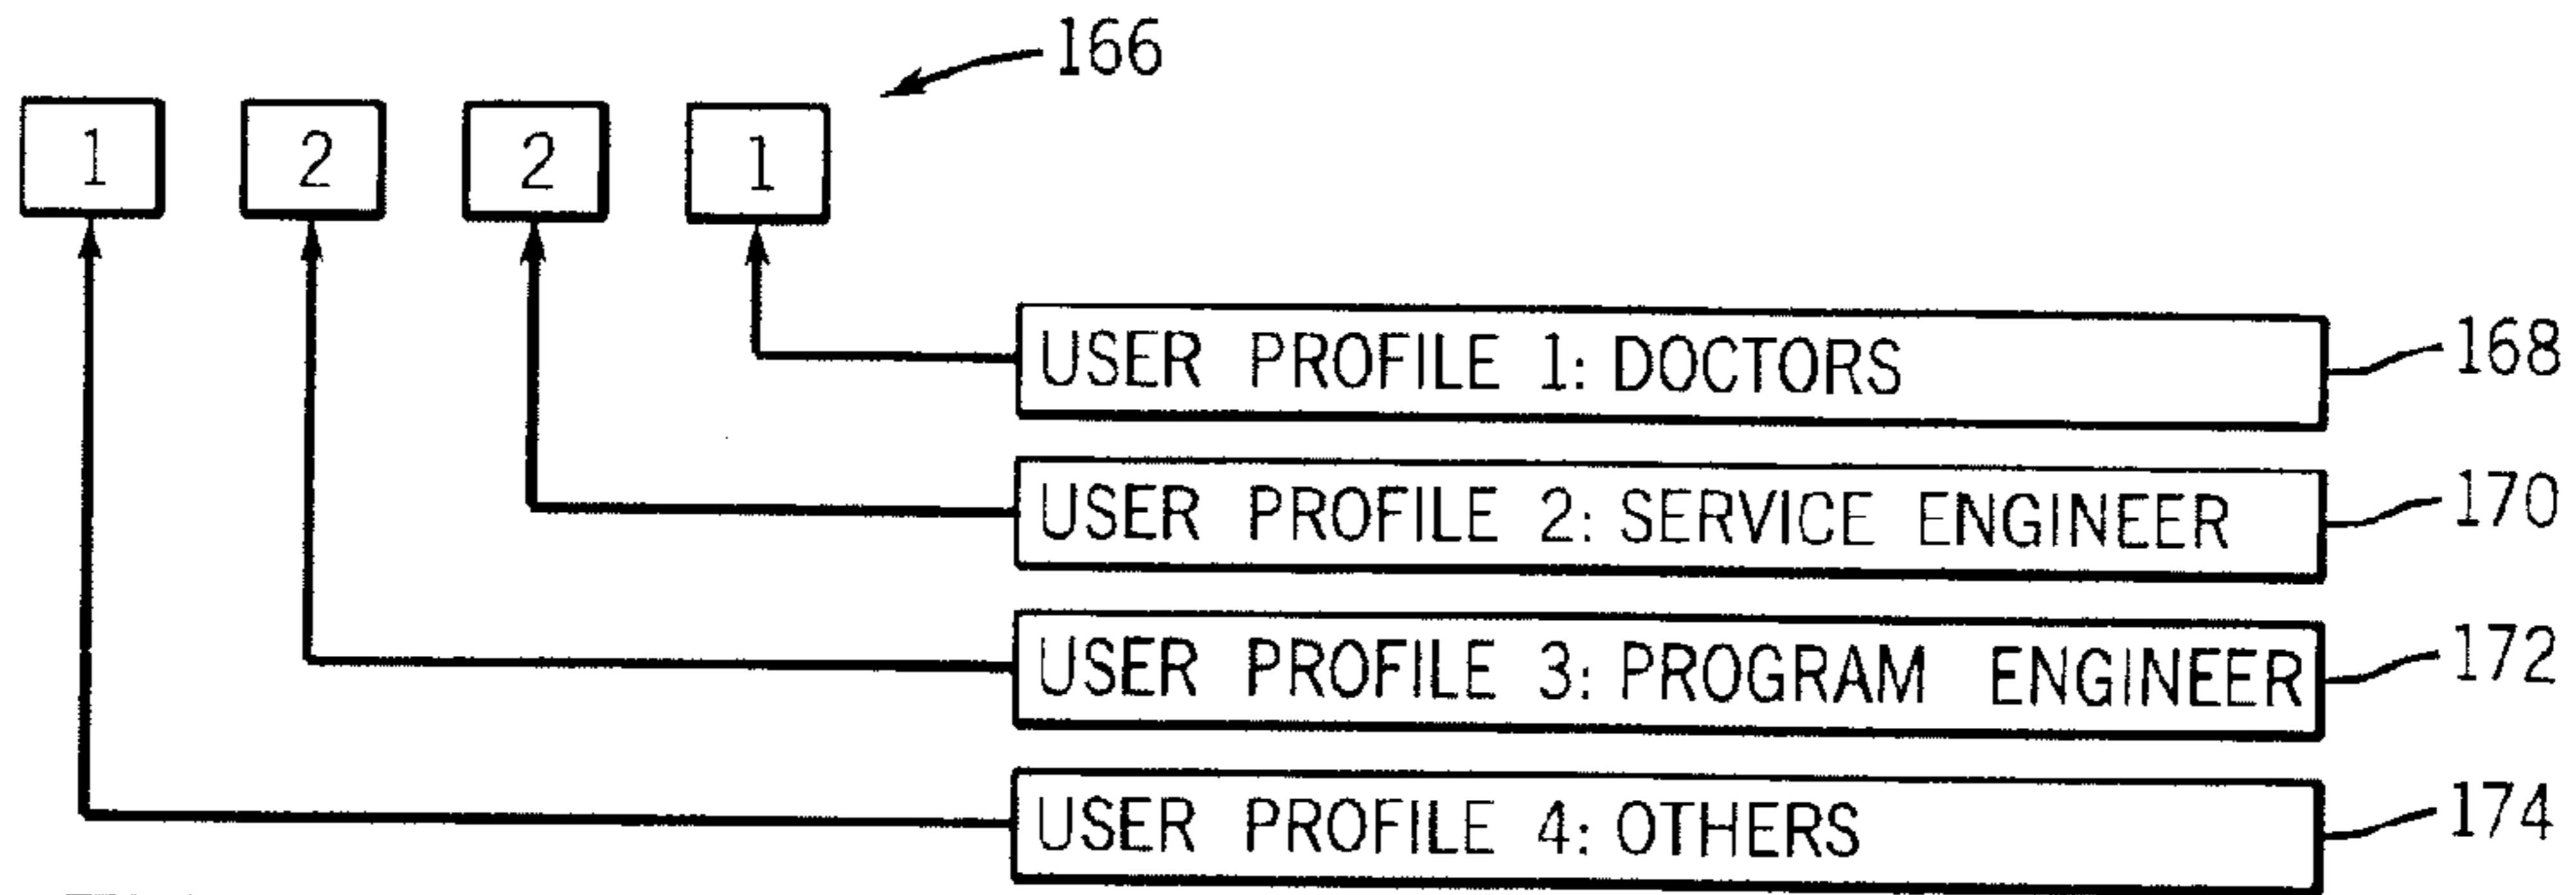 166
1 2 2 1
USER PROFILE 1: DOCTORS 168
USER PROFILE 2: SERVICE ENGINEER 170
USER PROFILE 3: PROGRAM ENGINEER 172
USER PROFILE 4: OTHERS 174